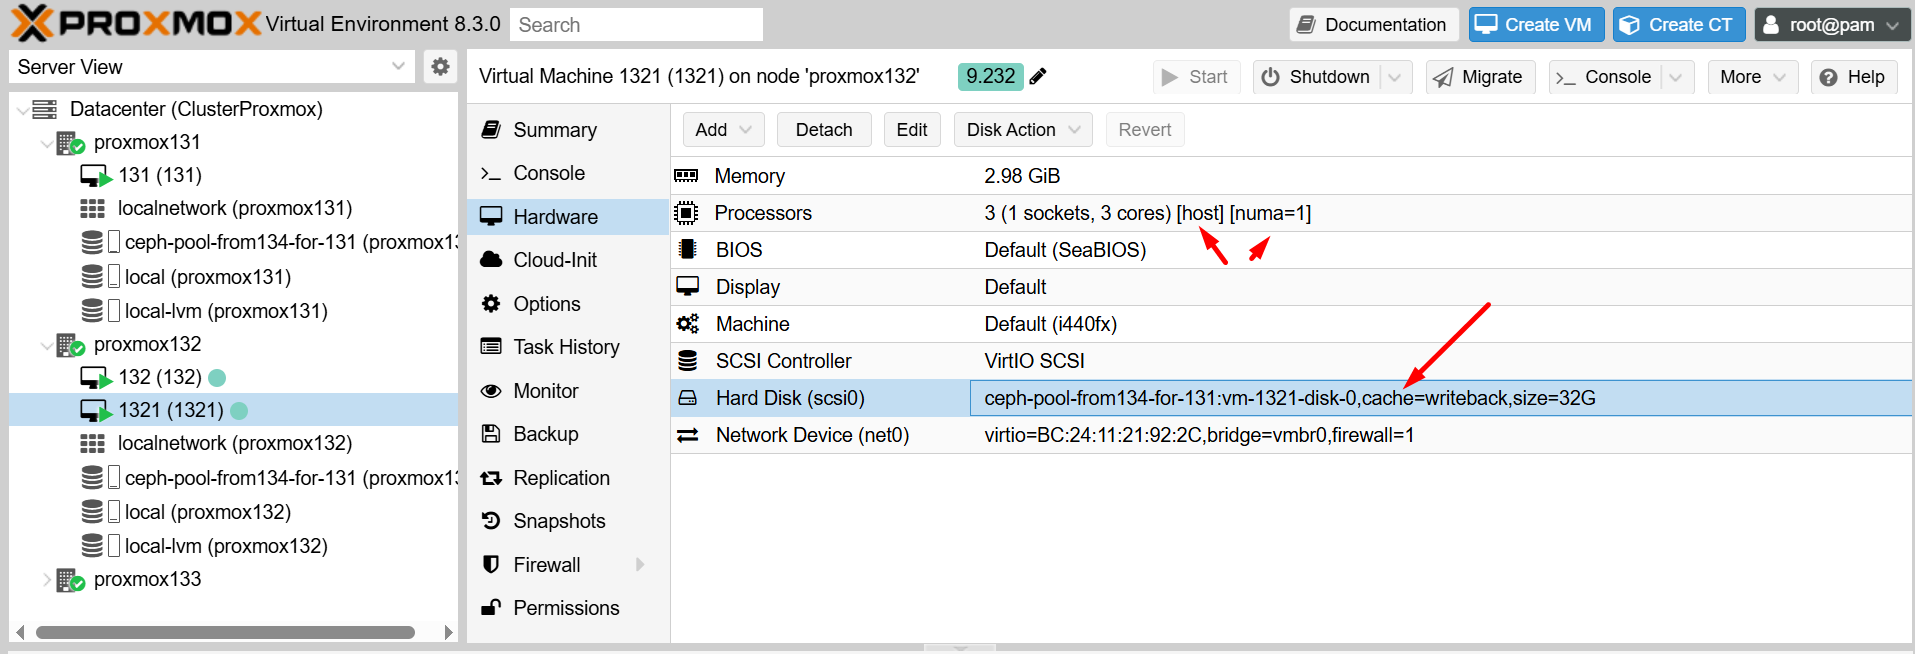 PROXMOX Virtual Environment 8.3.0 Search Documentation Create VM Create CT root@pam
Server View
Datacenter (ClusterProxmox)
proxmox131
131 (131)
localnetwork (proxmox131)
ceph-pool-from134-for-131 (proxmox13
local (proxmox131)
local-lvm (proxmox131)
proxmox132
132 (132)
1321 (1321)
localnetwork (proxmox132)
ceph-pool-from134-for-131 (proxmox13
local (proxmox132)
local-lvm (proxmox132)
proxmox133
Virtual Machine 1321 (1321) on node 'proxmox132' 9.232 Start Shutdown Migrate Console More Help
Summary
Console
Hardware
Cloud-Init
Options
Task History
Monitor
Backup
Replication
Snapshots
Firewall
Permissions
Add Detach Edit Disk Action Revert
Memory 2.98 GiB
Processors 3 (1 sockets, 3 cores) [host] [numa=1]
BIOS Default (SeaBIOS)
Display Default
Machine Default (i440fx)
SCSI Controller VirtIO SCSI
Hard Disk (scsi0) ceph-pool-from134-for-131:vm-1321-disk-0,cache=writeback,size=32G
Network Device (net0) virtio=BC:24:11:21:92:2C,bridge=vmbr0,firewall=1